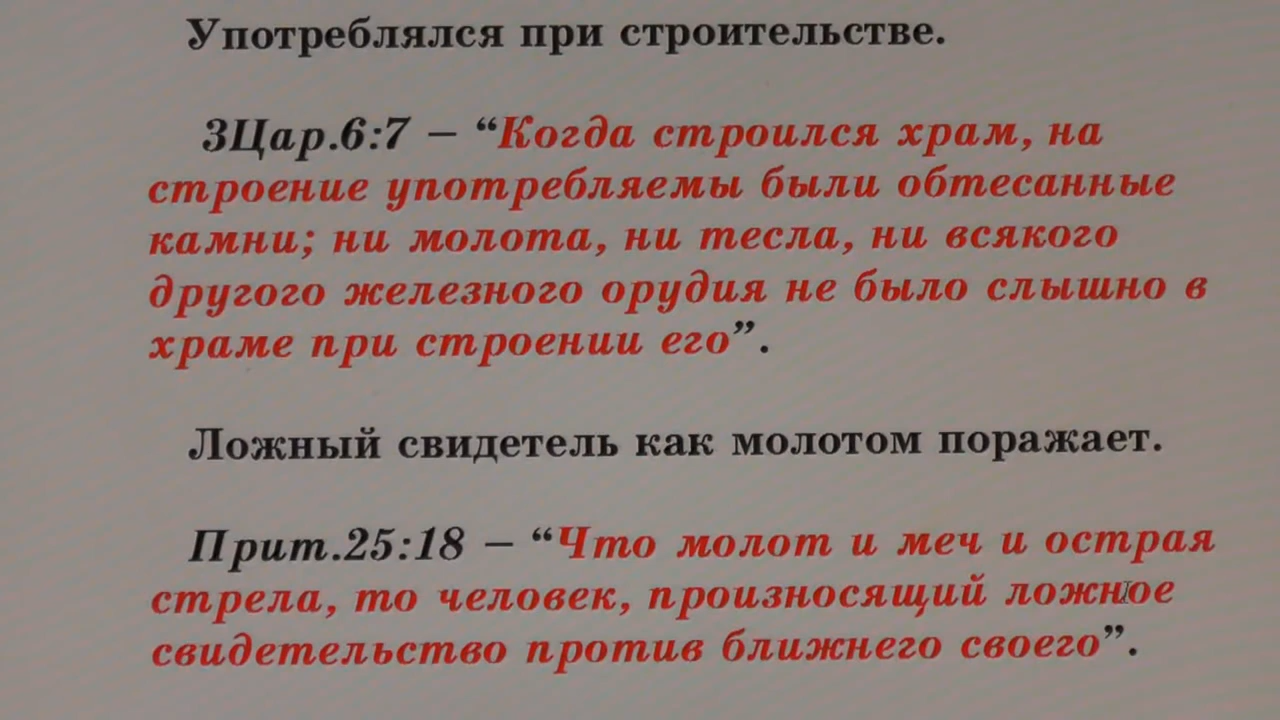 Употреблялся при строительстве.
3Цар.6:7 – “Когда строился храм, на
строение употребляемы были обтесанные
камни; ни молота, ни тесла, ни всякого
другого железного орудия не было слышно в
храме при строении его”.
Ложный свидетель как молотом поражает.
Прит.25:18 – “Что молот и меч и острая
стрела, то человек, произносящий ложное
свидетельство против ближнего своего”.